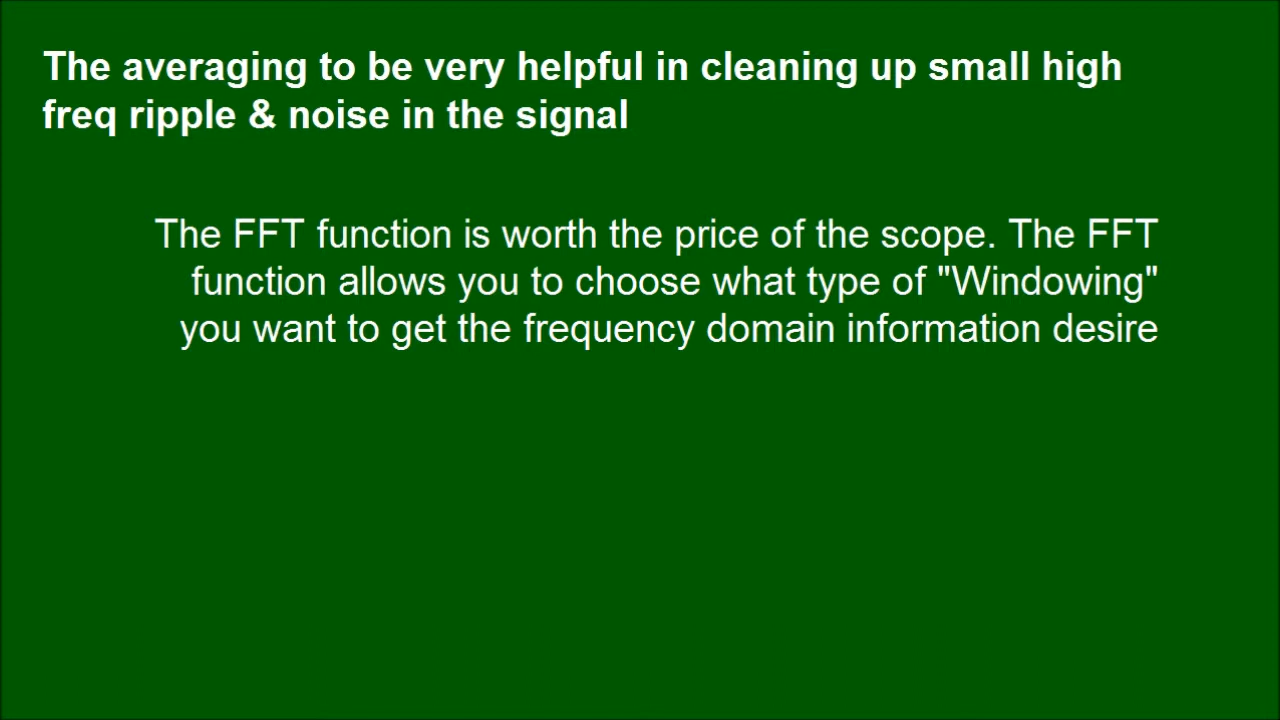 The averaging to be very helpful in cleaning up small high
freq ripple & noise in the signal
The FFT function is worth the price of the scope. The FFT
function allows you to choose what type of "Windowing"
you want to get the frequency domain information desire